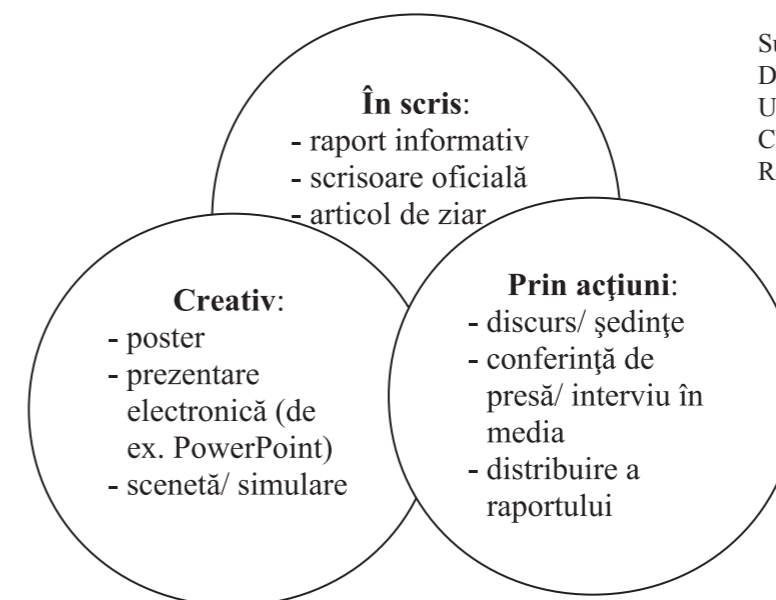 În scris:
- raport informativ
- scrisoare oficială
- articol de ziar
Creativ:
- poster
- prezentare
electronică (de
ex. PowerPoint)
- scenetă/ simulare
Prin acţiuni:
- discurs/ şedinţe
- conferinţă de
presă/ interviu în
media
- distribuire a
raportului